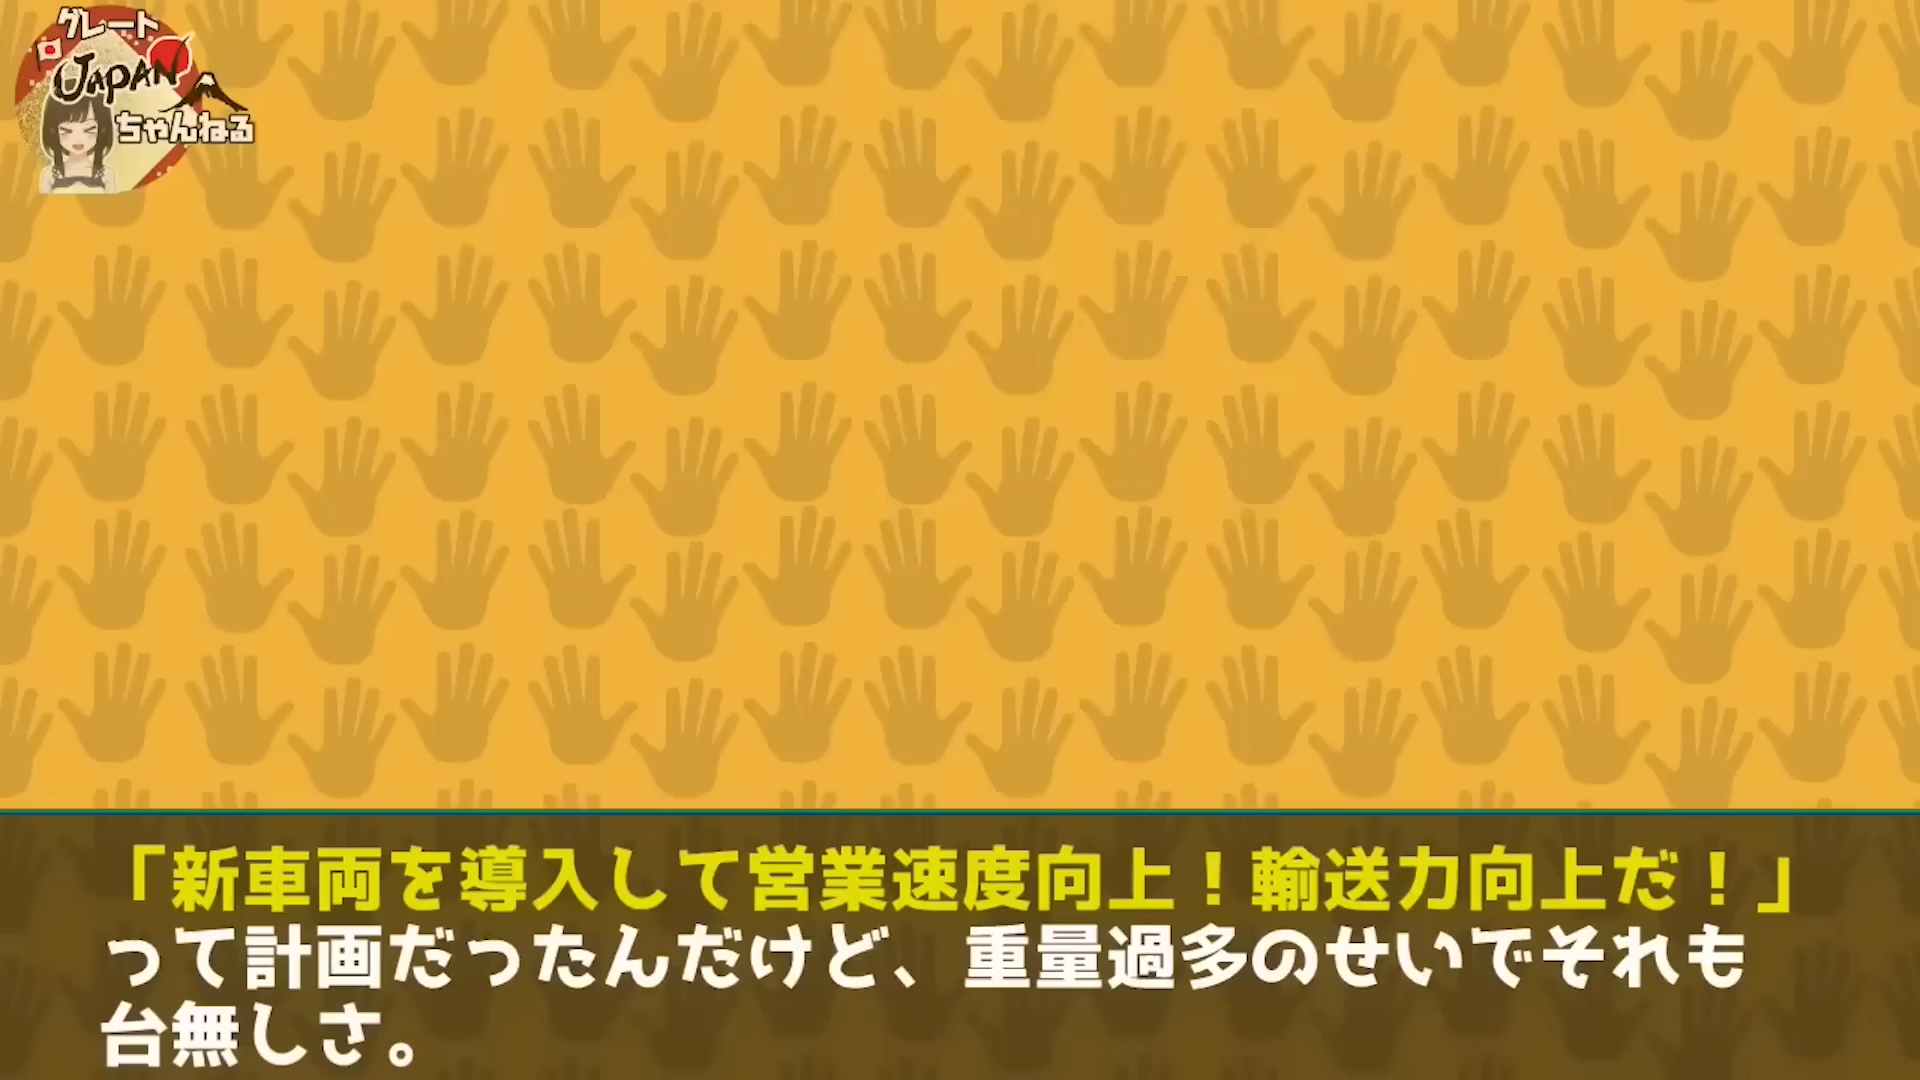 グレート
JAPAN
ちゃんねる
「新車両を導入して営業速度向上！輸送力向上だ！」
って計画だったんだけど、重量過多のせいでそれも
台無しさ。